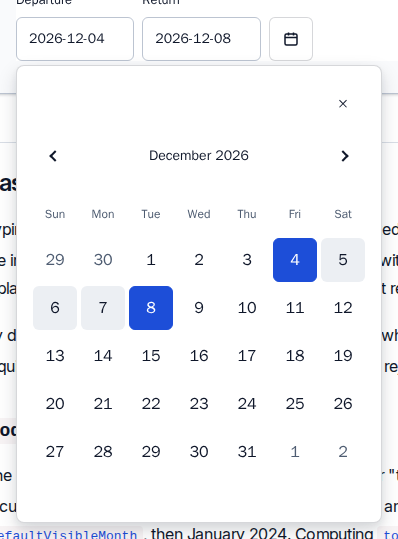 Departure Return
2026-12-04 2026-12-08
×
December 2026
as
Sun Mon Tue Wed Thu Fri Sat
29 30 1 2 3 4 5
6 7 8 9 10 11 12
13 14 15 16 17 18 19
20 21 22 23 24 25 26
27 28 29 30 31 1 2
efaultVisibleMonth, then January 2024. Computing to